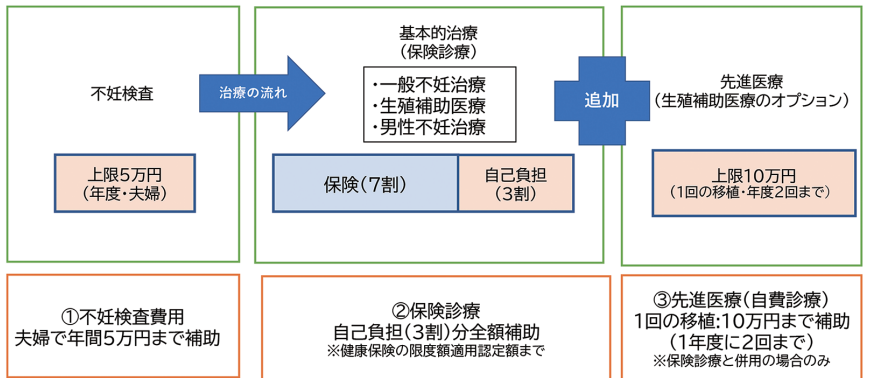 不妊検査
上限5万円
(年度・夫婦)
治療の流れ
基本的治療
(保険診療)
・一般不妊治療
・生殖補助医療
・男性不妊治療
保険(7割)
自己負担
(3割)
追加
先進医療
(生殖補助医療のオプション)
上限10万円
(1回の移植・年度2回まで)
①不妊検査費用
夫婦で年間5万円まで補助
②保険診療
自己負担(3割)分全額補助
※健康保険の限度額適用認定額まで
③先進医療(自費診療)
1回の移植:10万円まで補助
(1年度に2回まで)
※保険診療と併用の場合のみ